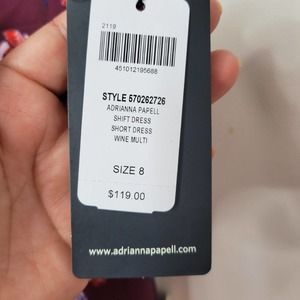 2119
451012195688
STYLE 570262726
ADRIANNA PAPELL
SHIFT DRESS
SHORT DRESS
WINE MULTI
SIZE 8
$119.00
www.adriannapapell.com